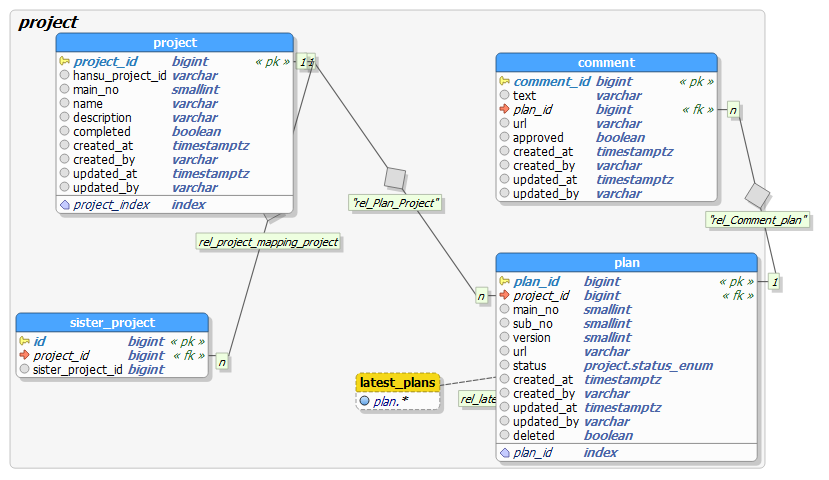 project
project
project_id bigint « pk »
hansu_project_id varchar
main_no smallint
name varchar
description varchar
completed boolean
created_at timestamptz
created_by varchar
updated_at timestamptz
updated_by varchar
project_index index
1
comment
comment_id bigint « pk »
text varchar
plan_id bigint « fk »
url varchar
approved boolean
created_at timestamptz
created_by varchar
updated_at timestamptz
updated_by varchar
n
"rel_Plan_Project"
"rel_Comment_plan"
rel_project_mapping_project
plan
plan_id bigint « pk »
project_id bigint « fk »
main_no smallint
sub_no smallint
version smallint
url varchar
status project.status_enum
created_at timestamptz
created_by varchar
updated_at timestamptz
updated_by varchar
deleted boolean
plan_id index
1
n
sister_project
id bigint « pk »
project_id bigint « fk »
sister_project_id bigint
n
latest_plans
plan.*